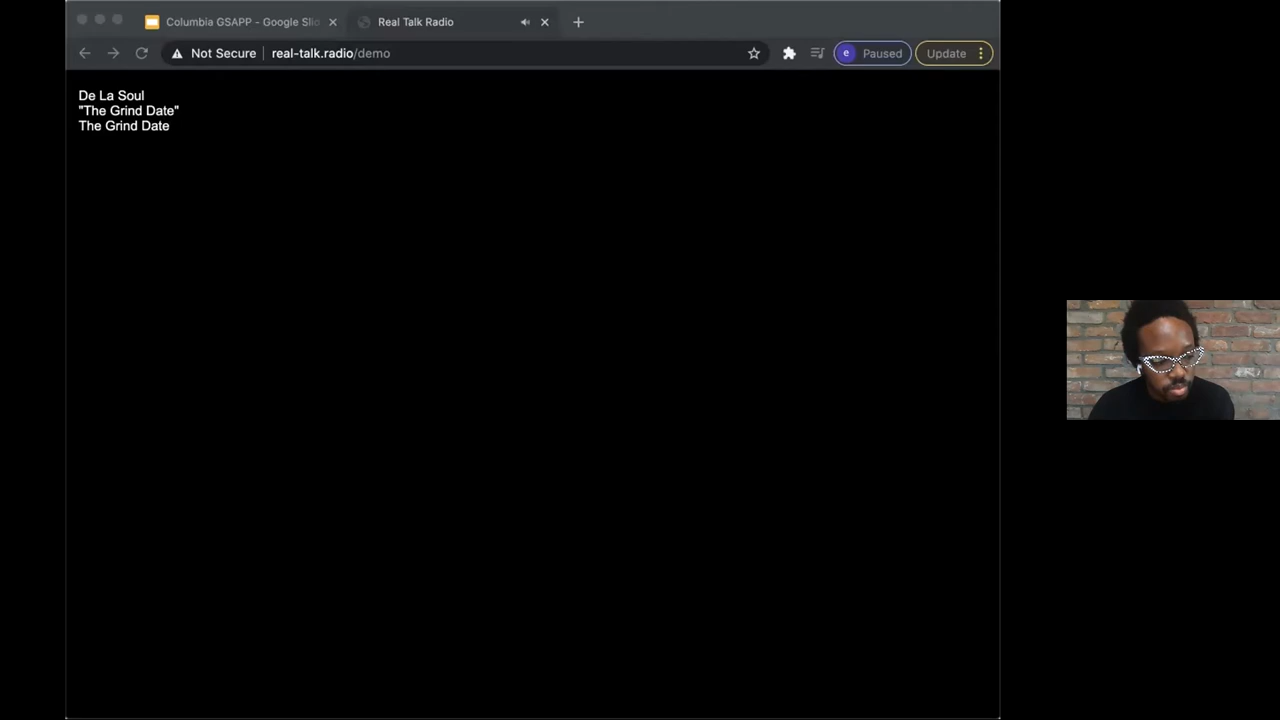 Columbia GSAPP - Google Slid
Real Talk Radio
Not Secure
real-talk.radio/demo
e
Paused
Update
De La Soul
"The Grind Date"
The Grind Date